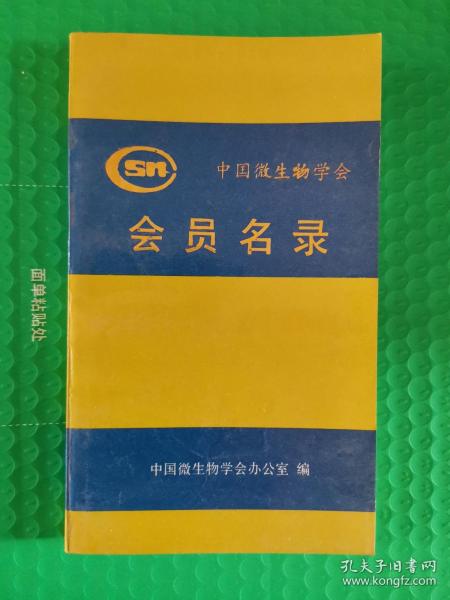 CSM
中国微生物学会
会员名录
中国微生物学会办公室 编
面单粘贴处
孔夫子旧书网
www.kongfz.com